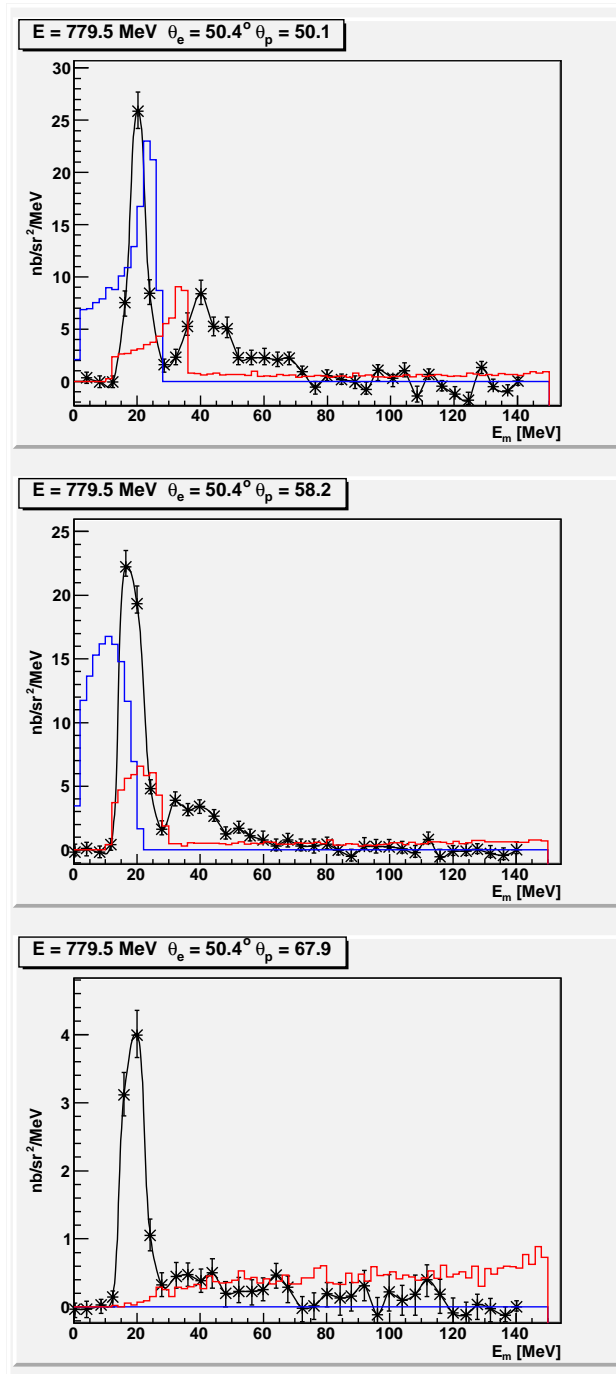 E = 779.5 MeV θe = 50.4° θp = 50.1
nb/sr²/MeV
30
25
20
15
10
5
0
0 20 40 60 80 100 120 140
Em [MeV]
E = 779.5 MeV θe = 50.4° θp = 58.2
nb/sr²/MeV
25
20
15
10
5
0
0 20 40 60 80 100 120 140
Em [MeV]
E = 779.5 MeV θe = 50.4° θp = 67.9
nb/sr²/MeV
4
3
2
1
0
0 20 40 60 80 100 120 140
Em [MeV]